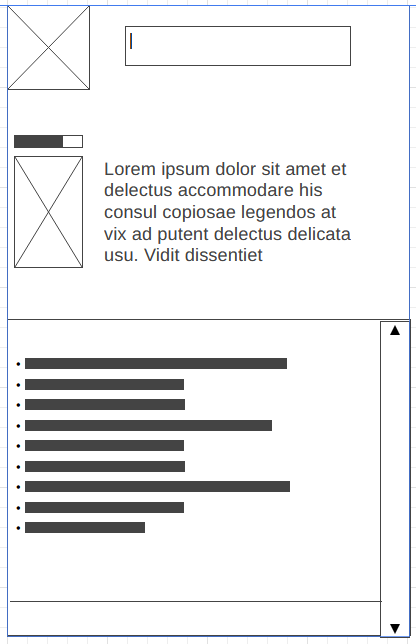 Lorem ipsum dolor sit amet et
delectus accommodare his
consul copiosae legendos at
vix ad putent delectus delicata
usu. Vidit dissentiet